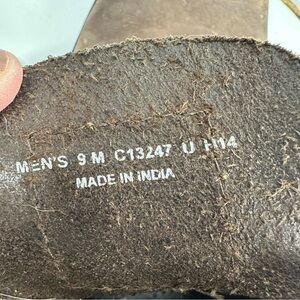 MEN'S 9 M C13247 U H14
MADE IN INDIA